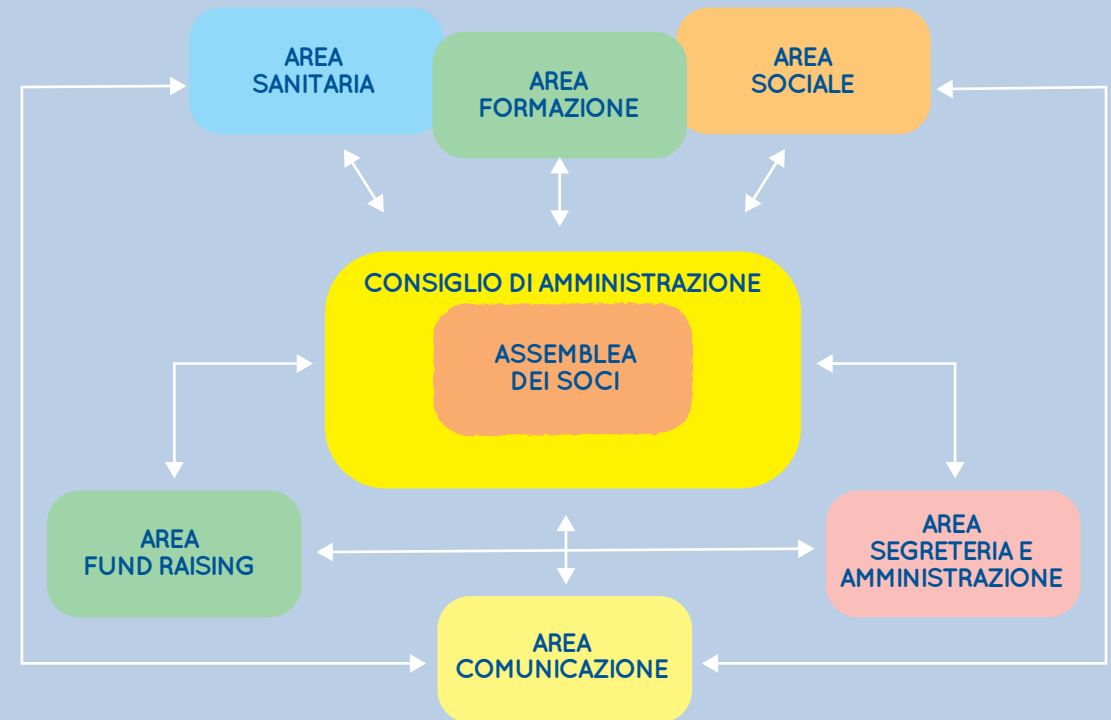 AREA
SANITARIA
AREA
FORMAZIONE
AREA
SOCIALE
CONSIGLIO DI AMMINISTRAZIONE
ASSEMBLEA
DEI SOCI
AREA
FUND RAISING
AREA
SEGRETERIA E
AMMINISTRAZIONE
AREA
COMUNICAZIONE